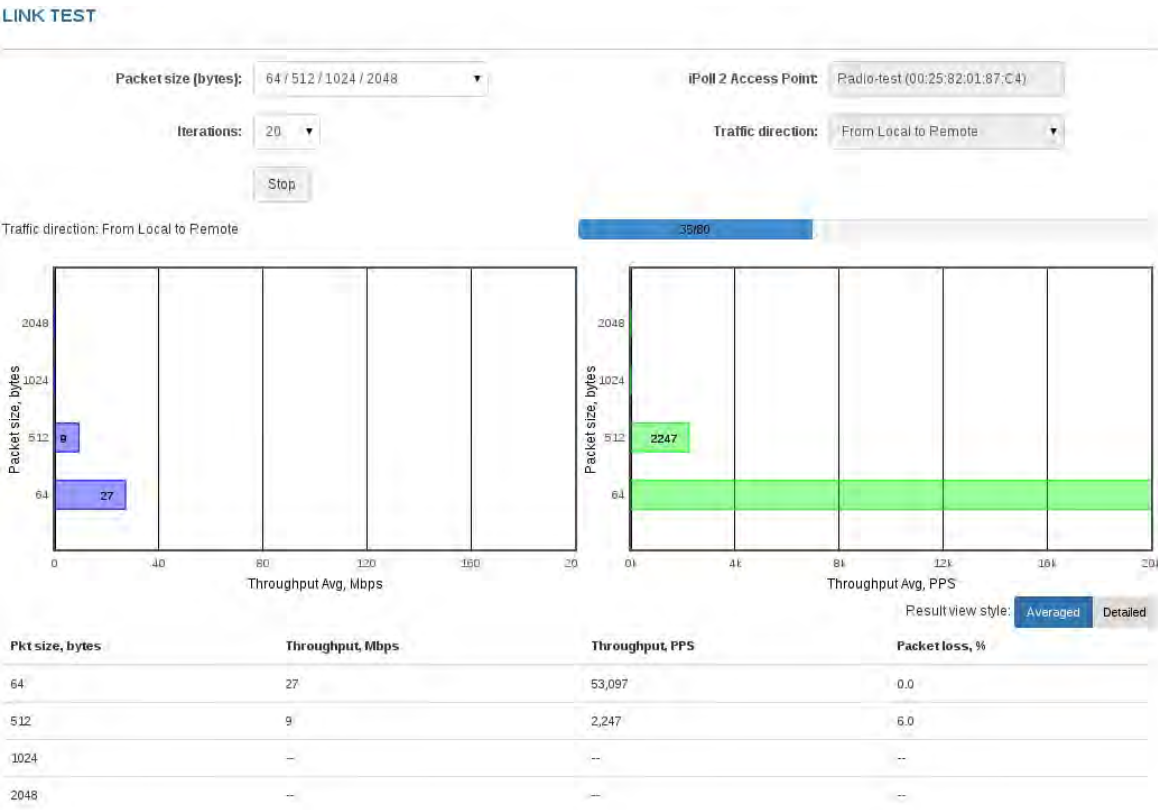 LINK TEST
Packet size (bytes): 64 / 512 / 1024 / 2048
iPoll 2 Access Point: Radio-test (00:25:82:01:87:C4)
Iterations: 20
Traffic direction: From Local to Remote
Stop
Traffic direction: From Local to Remote
35/80
2048
1024
512
64
Packet size, bytes
9
27
0 40 80 120 160 20
Throughput Avg, Mbps
2048
1024
512
64
Packet size, bytes
2247
0k 4k 8k 12k 16k 20k
Throughput Avg, PPS
Result view style: Averaged Detailed
Pkt size, bytes Throughput, Mbps Throughput, PPS Packet loss, %
64 27 53,097 0.0
512 9 2,247 6.0
1024 -- -- --
2048 -- -- --